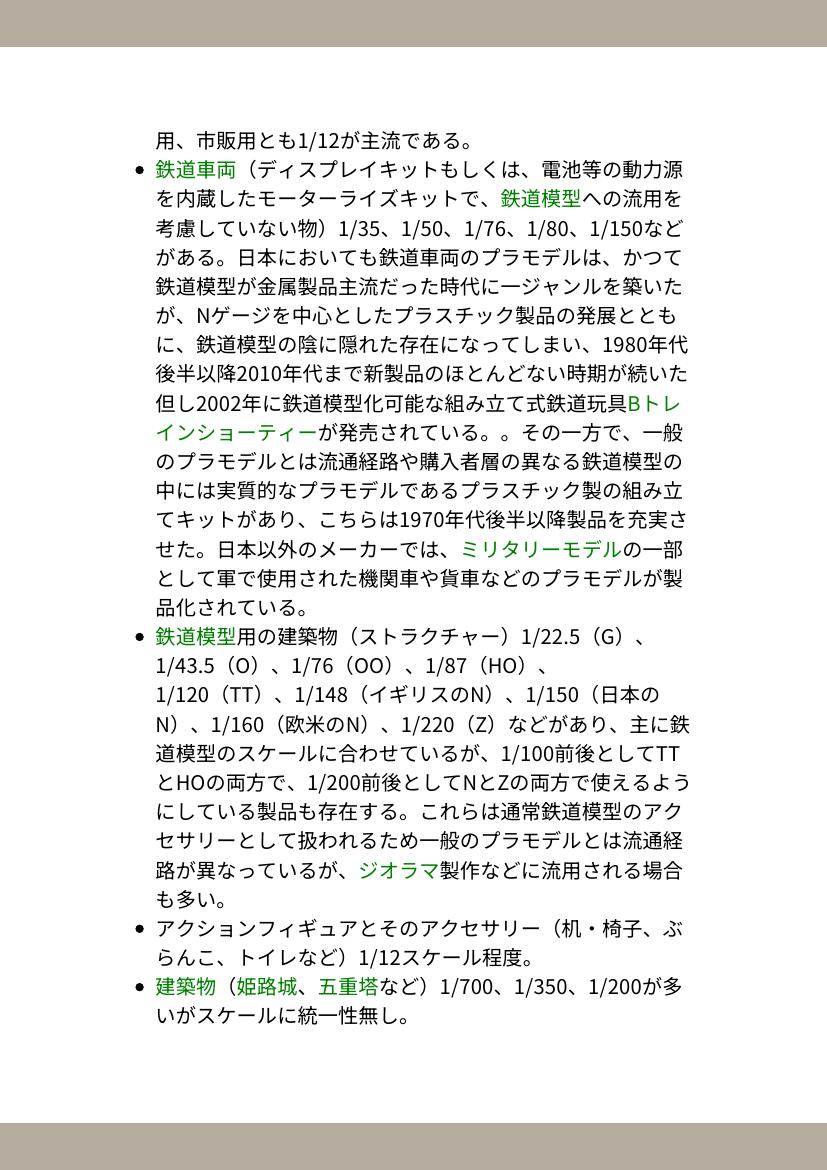 用、市販用とも1/12が主流である。
• 鉄道車両（ディスプレイキットもしくは、電池等の動力源
を内蔵したモーターライズキットで、鉄道模型への流用を
考慮していない物）1/35、1/50、1/76、1/80、1/150など
がある。日本においても鉄道車両のプラモデルは、かつて
鉄道模型が金属製品主流だった時代に一ジャンルを築いた
が、Nゲージを中心としたプラスチック製品の発展ととも
に、鉄道模型の陰に隠れた存在になってしまい、1980年代
後半以降2010年代まで新製品のほとんどない時期が続いた
但し2002年に鉄道模型化可能な組み立て式鉄道玩具Bトレ
インショーティーが発売されている。。その一方で、一般
のプラモデルとは流通経路や購入者層の異なる鉄道模型の
中には実質的なプラモデルであるプラスチック製の組み立
てキットがあり、こちらは1970年代後半以降製品を充実さ
せた。日本以外のメーカーでは、ミリタリーモデルの一部
として軍で使用された機関車や貨車などのプラモデルが製
品化されている。
• 鉄道模型用の建築物（ストラクチャー）1/22.5（G）、
1/43.5（O）、1/76（OO）、1/87（HO）、
1/120（TT）、1/148（イギリスのN）、1/150（日本の
N）、1/160（欧米のN）、1/220（Z）などがあり、主に鉄
道模型のスケールに合わせているが、1/100前後としてTT
とHOの両方で、1/200前後としてNとZの両方で使えるよう
にしている製品も存在する。これらは通常鉄道模型のアク
セサリーとして扱われるため一般のプラモデルとは流通経
路が異なっているが、ジオラマ製作などに流用される場合
も多い。
• アクションフィギュアとそのアクセサリー（机・椅子、ぶ
らんこ、トイレなど）1/12スケール程度。
• 建築物（姫路城、五重塔など）1/700、1/350、1/200が多
いがスケールに統一性無し。